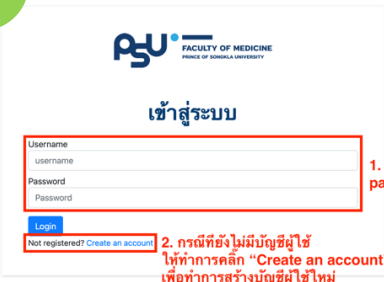 PSU
FACULTY OF MEDICINE
PRINCE OF SONGKLA UNIVERSITY
เข้าสู่ระบบ
Username
username
1.
Password
pa
Password
Login
Not registered? Create an account
2. กรณีที่ยังไม่มีบัญชีผู้ใช้
ให้ทำการคลิ๊ก “Create an account
เพื่อทำการสร้างบัญชีผู้ใช้ใหม่